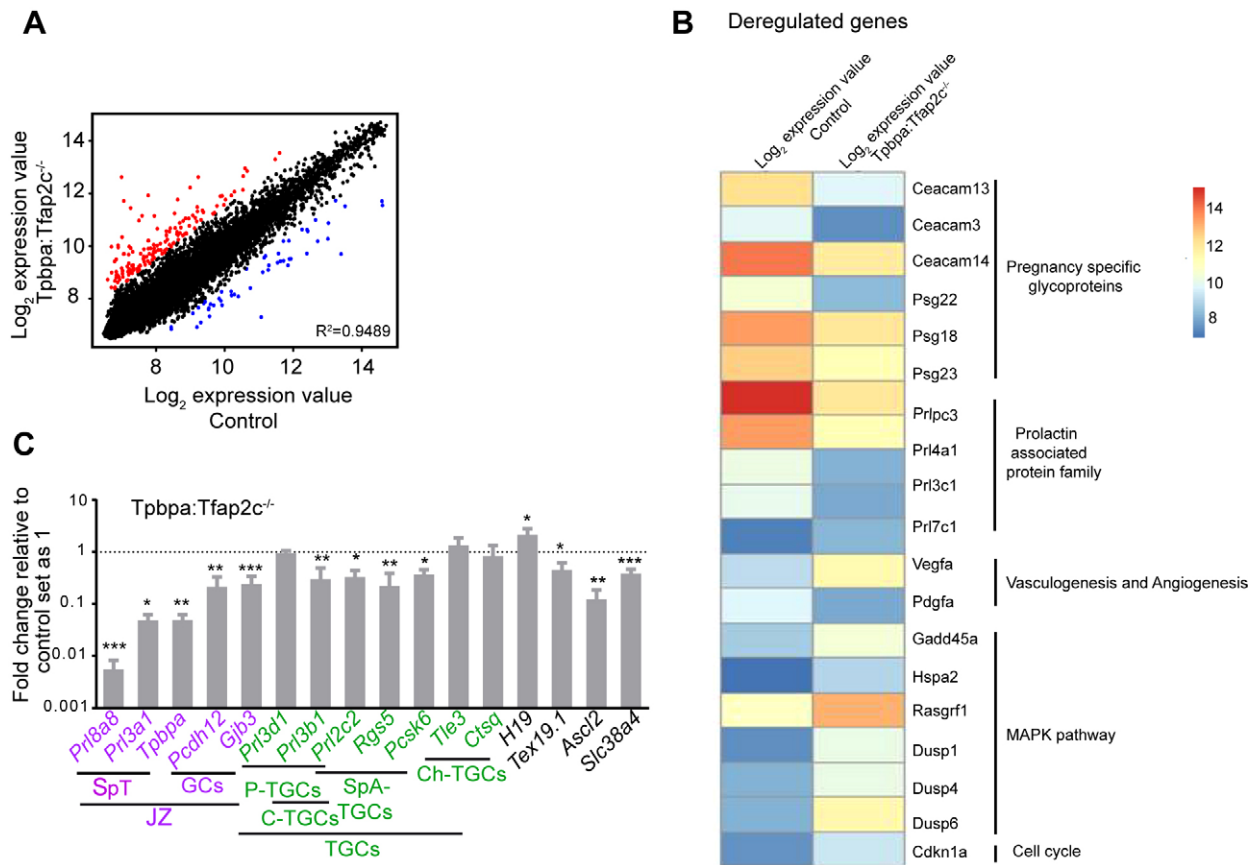 A
Log2 expression value
Tpbpa:Tfap2c-/-
14
12
10
8
R2=0.9489
8
10
12
14
Log2 expression value
Control
B
Deregulated genes
Log2 expression value
Control
Log2 expression value
Tpbpa:Tfap2c-/-
Ceacam13
Ceacam3
Ceacam14
Psg22
Psg18
Psg23
Prlpc3
Prl4a1
Prl3c1
Prl7c1
Vegfa
Pdgfa
Gadd45a
Hspa2
Rasgrf1
Dusp1
Dusp4
Dusp6
Cdkn1a
Pregnancy specific
glycoproteins
Prolactin
associated
protein family
Vasculogenesis and Angiogenesis
MAPK pathway
Cell cycle
14
12
10
8
C
Tpbpa:Tfap2c-/-
Fold change relative to
control set as 1
10
1
0.1
0.01
0.001
***
*
**
**
***
**
*
**
*
*
*
**
***
Prl8a8
Prl3a1
Tpbpa
Pcdh12
Gjb3
Prl3d1
Prl3b1
Prl2c2
Rgs5
Pcsk6
Tle3
Ctsq
H19
Tex19.1
Ascl2
Slc38a4
SpT
GCs
JZ
P-TGCs
C-TGCs
SpA-
TGCs
Ch-TGCs
TGCs